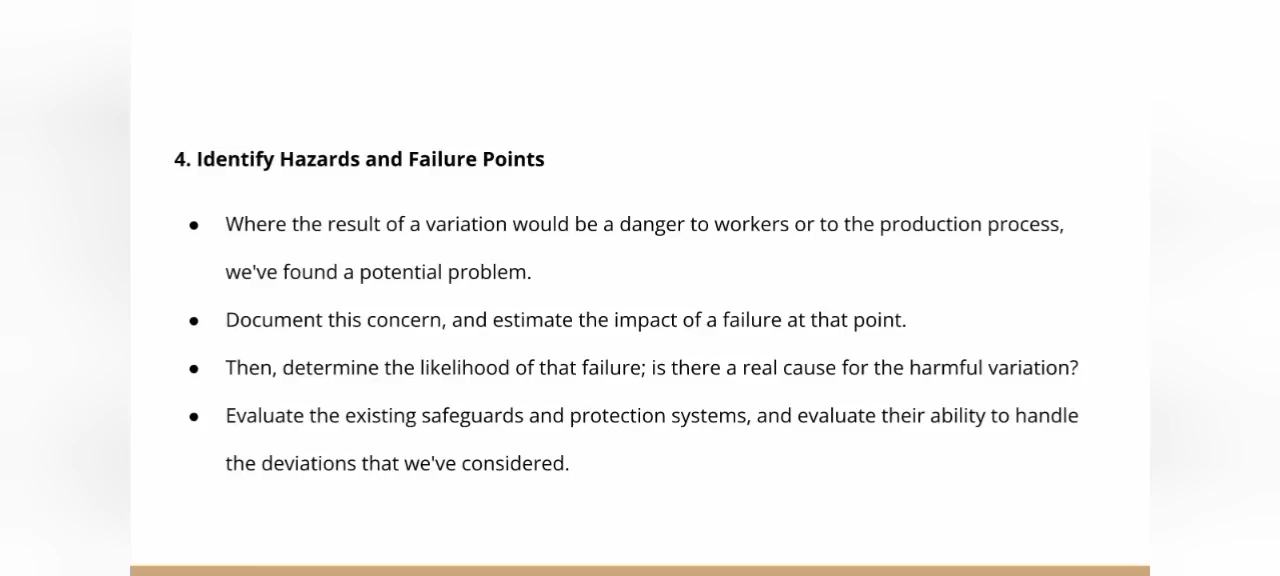 4. Identify Hazards and Failure Points
● Where the result of a variation would be a danger to workers or to the production process,
we've found a potential problem.
● Document this concern, and estimate the impact of a failure at that point.
● Then, determine the likelihood of that failure; is there a real cause for the harmful variation?
● Evaluate the existing safeguards and protection systems, and evaluate their ability to handle
the deviations that we've considered.